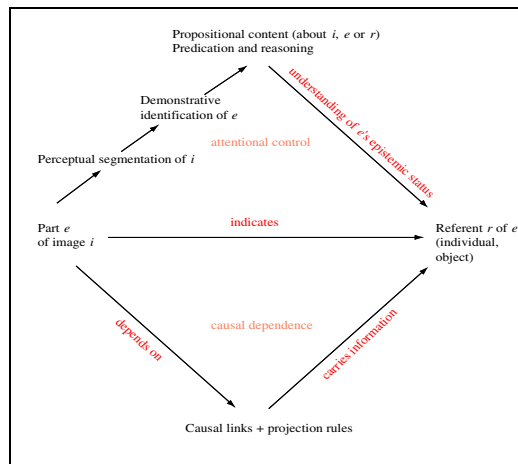 Propositional content (about i, e or r)
Predication and reasoning
Demonstrative
identification of e
understanding of e's epistemic status
attentional control
Perceptual segmentation of i
Part e
of image i
indicates
Referent r of e
(individual,
object)
depends on
causal dependence
carries information
Causal links + projection rules